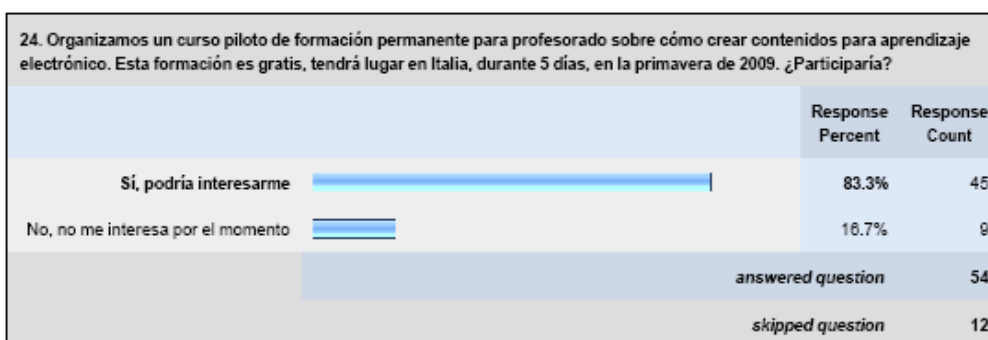 24. Organizamos un curso piloto de formación permanente para profesorado sobre cómo crear contenidos para aprendizaje
electrónico. Esta formación es gratis, tendrá lugar en Italia, durante 5 días, en la primavera de 2009. ¿Participaría?
Response Percent Response Count
Sí, podría interesarme 83.3% 45
No, no me interesa por el momento 16.7% 9
answered question 54
skipped question 12